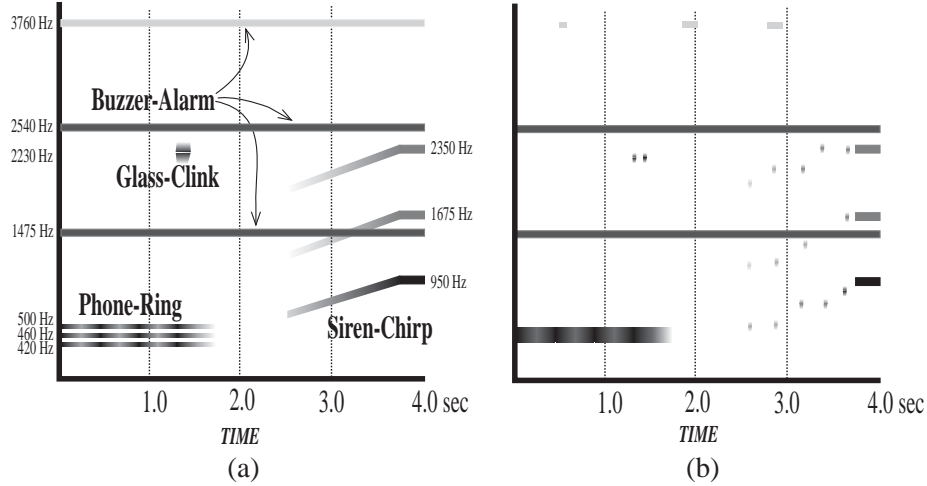 3760 Hz
Buzzer-Alarm
2540 Hz
2230 Hz
Glass-Clink
2350 Hz
1675 Hz
1475 Hz
950 Hz
Phone-Ring
500 Hz
460 Hz
420 Hz
Siren-Chirp
1.0 2.0 3.0 4.0 sec
TIME
(a)
1.0 2.0 3.0 4.0 sec
TIME
(b)